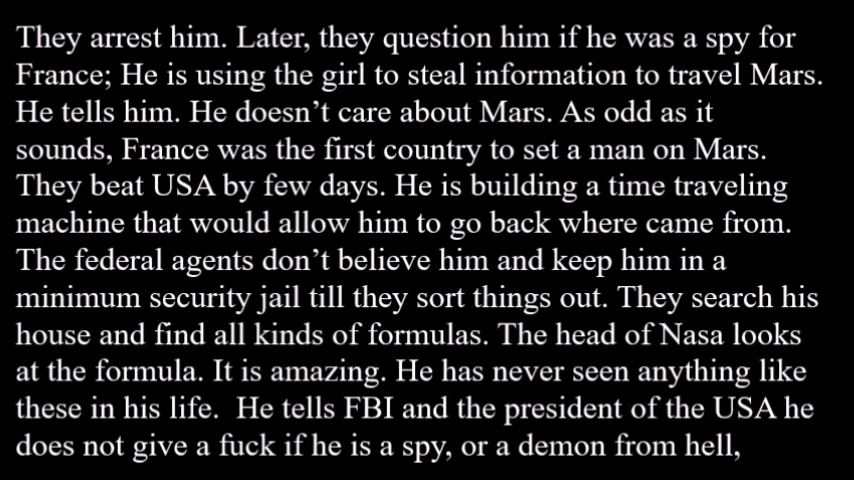 They arrest him. Later, they question him if he was a spy for
France; He is using the girl to steal information to travel Mars.
He tells him. He doesn’t care about Mars. As odd as it
sounds, France was the first country to set a man on Mars.
They beat USA by few days. He is building a time traveling
machine that would allow him to go back where came from.
The federal agents don’t believe him and keep him in a
minimum security jail till they sort things out. They search his
house and find all kinds of formulas. The head of Nasa looks
at the formula. It is amazing. He has never seen anything like
these in his life.  He tells FBI and the president of the USA he
does not give a fuck if he is a spy, or a demon from hell,